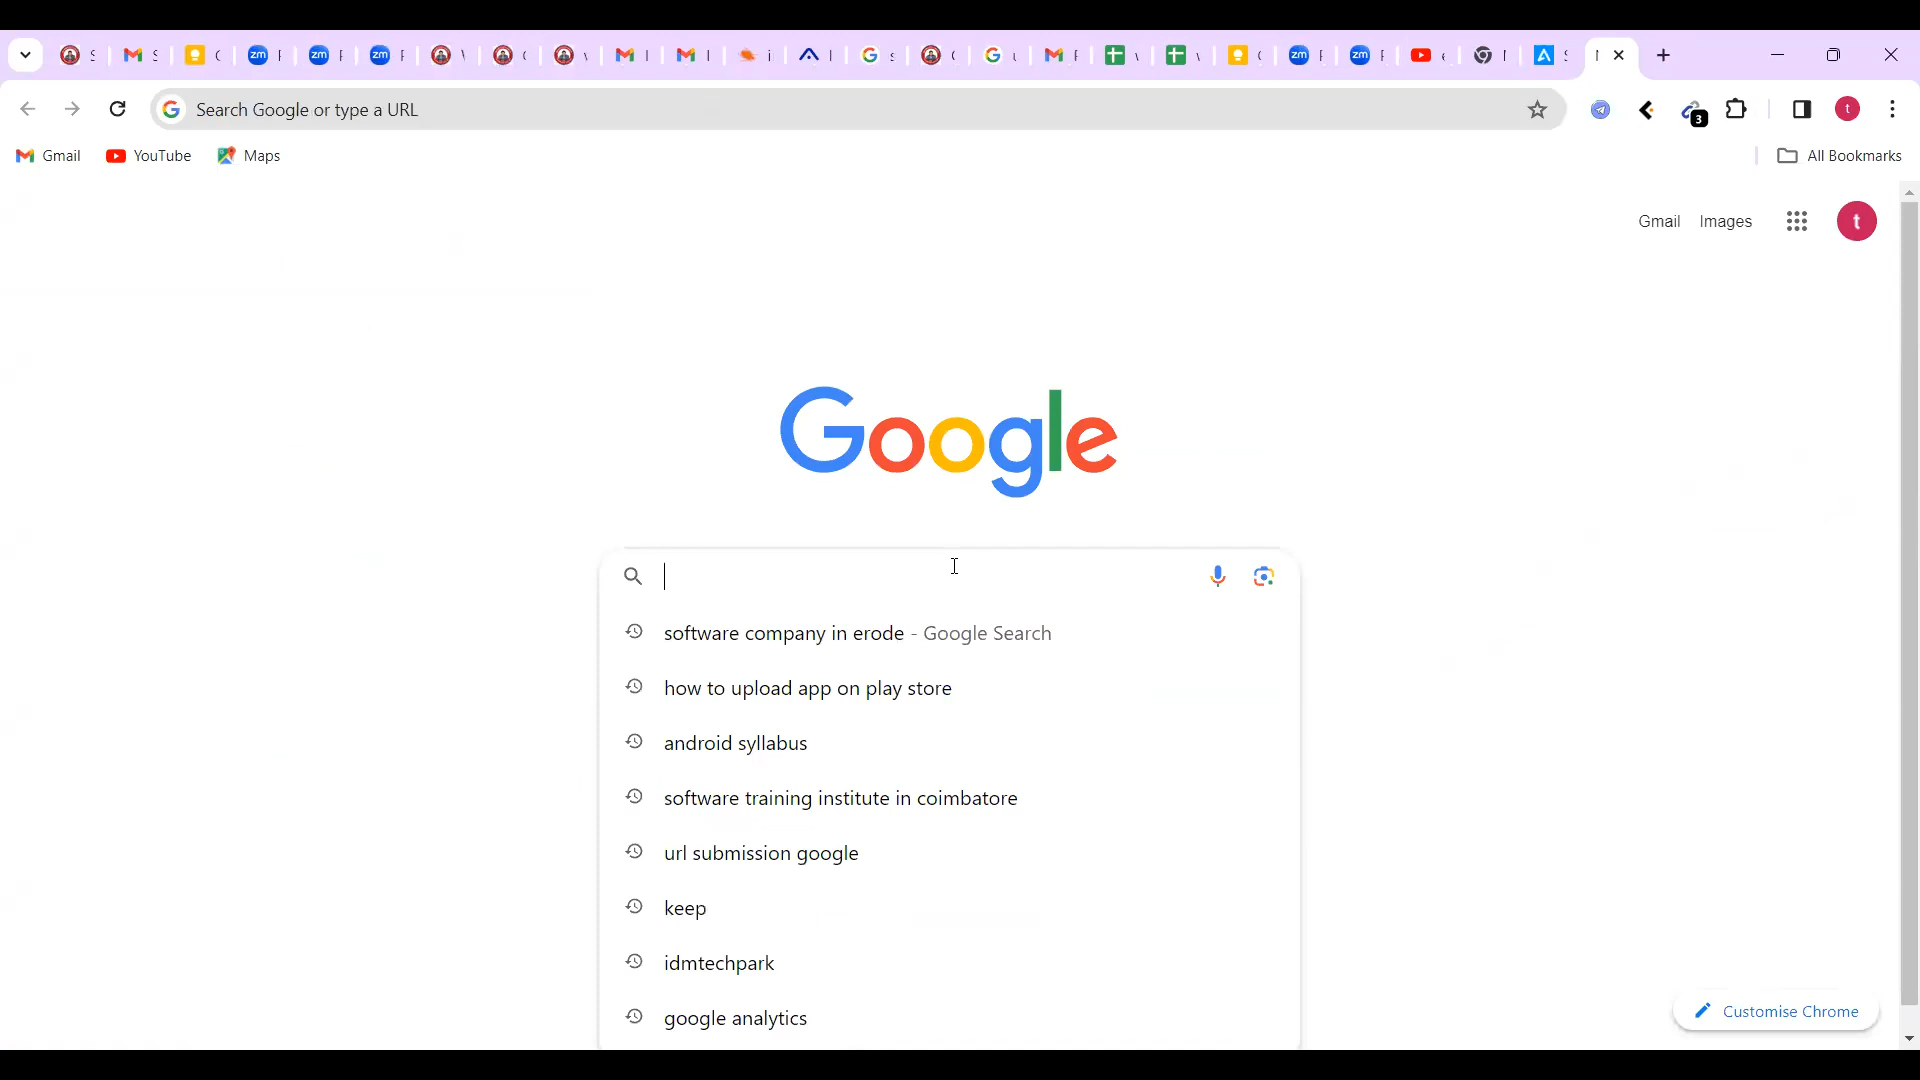 Search Google or type a URL
3
t
Gmail
YouTube
Maps
All Bookmarks
Gmail
Images
t
Google
software company in erode - Google Search
how to upload app on play store
android syllabus
software training institute in coimbatore
url submission google
keep
idmtechpark
google analytics
Customise Chrome